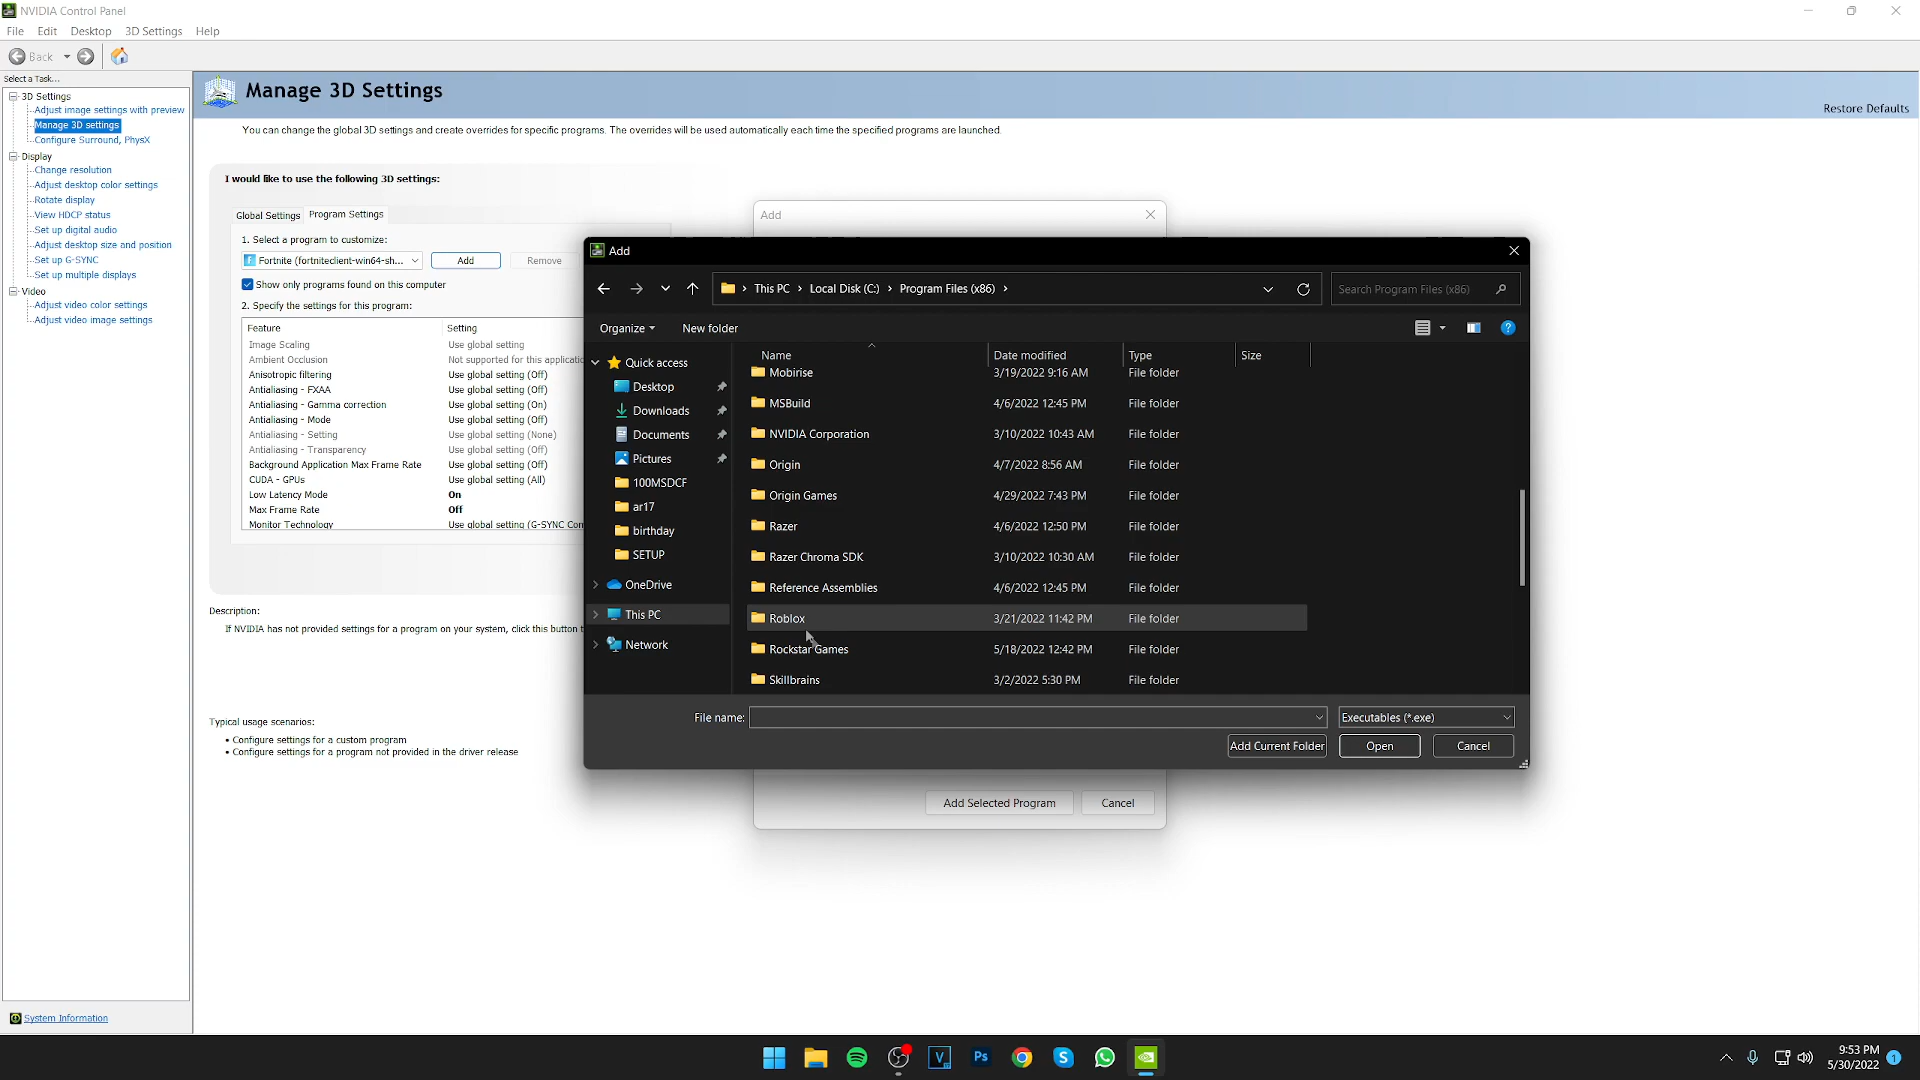 NVIDIA Control Panel
File Edit Desktop 3D Settings Help
Back
Select a Task...
3D Settings
Adjust image settings with preview
Manage 3D settings
Configure Surround, PhysX
Display
Change resolution
Adjust desktop color settings
Rotate display
View HDCP status
Set up digital audio
Adjust desktop size and position
Set up G-SYNC
Set up multiple displays
Video
Adjust video color settings
Adjust video image settings
System Information
Manage 3D Settings
Restore Defaults
You can change the global 3D settings and create overrides for specific programs. The overrides will be used automatically each time the specified programs are launched.
I would like to use the following 3D settings:
Global Settings Program Settings
1. Select a program to customize:
Fortnite (fortniteclient-win64-sh... Add Remove
Show only programs found on this computer
2. Specify the settings for this program:
Feature Setting
Image Scaling Use global setting
Ambient Occlusion Not supported for this applicatio
Anisotropic filtering Use global setting (Off)
Antialiasing - FXAA Use global setting (Off)
Antialiasing - Gamma correction Use global setting (On)
Antialiasing - Mode Use global setting (Off)
Antialiasing - Setting Use global setting (None)
Antialiasing - Transparency Use global setting (Off)
Background Application Max Frame Rate Use global setting (Off)
CUDA - GPUs Use global setting (All)
Low Latency Mode On
Max Frame Rate Off
Monitor Technology Use global setting (G-SYNC Com
Description:
If NVIDIA has not provided settings for a program on your system, click this button t
Typical usage scenarios:
• Configure settings for a custom program
• Configure settings for a program not provided in the driver release
Add
Add
This PC > Local Disk (C:) > Program Files (x86) >
Search Program Files (x86)
Organize New folder
Quick access
Desktop
Downloads
Documents
Pictures
100MSDCF
ar17
birthday
SETUP
OneDrive
This PC
Network
Name Date modified Type Size
Mobirise 3/19/2022 9:16 AM File folder
MSBuild 4/6/2022 12:45 PM File folder
NVIDIA Corporation 3/10/2022 10:43 AM File folder
Origin 4/7/2022 8:56 AM File folder
Origin Games 4/29/2022 7:43 PM File folder
Razer 4/6/2022 12:50 PM File folder
Razer Chroma SDK 3/10/2022 10:30 AM File folder
Reference Assemblies 4/6/2022 12:45 PM File folder
Roblox 3/21/2022 11:42 PM File folder
Rockstar Games 5/18/2022 12:42 PM File folder
Skillbrains 3/2/2022 5:30 PM File folder
File name: Executables (*.exe)
Add Current Folder Open Cancel
Add Selected Program Cancel
V Ps S
9:53 PM
5/30/2022 1